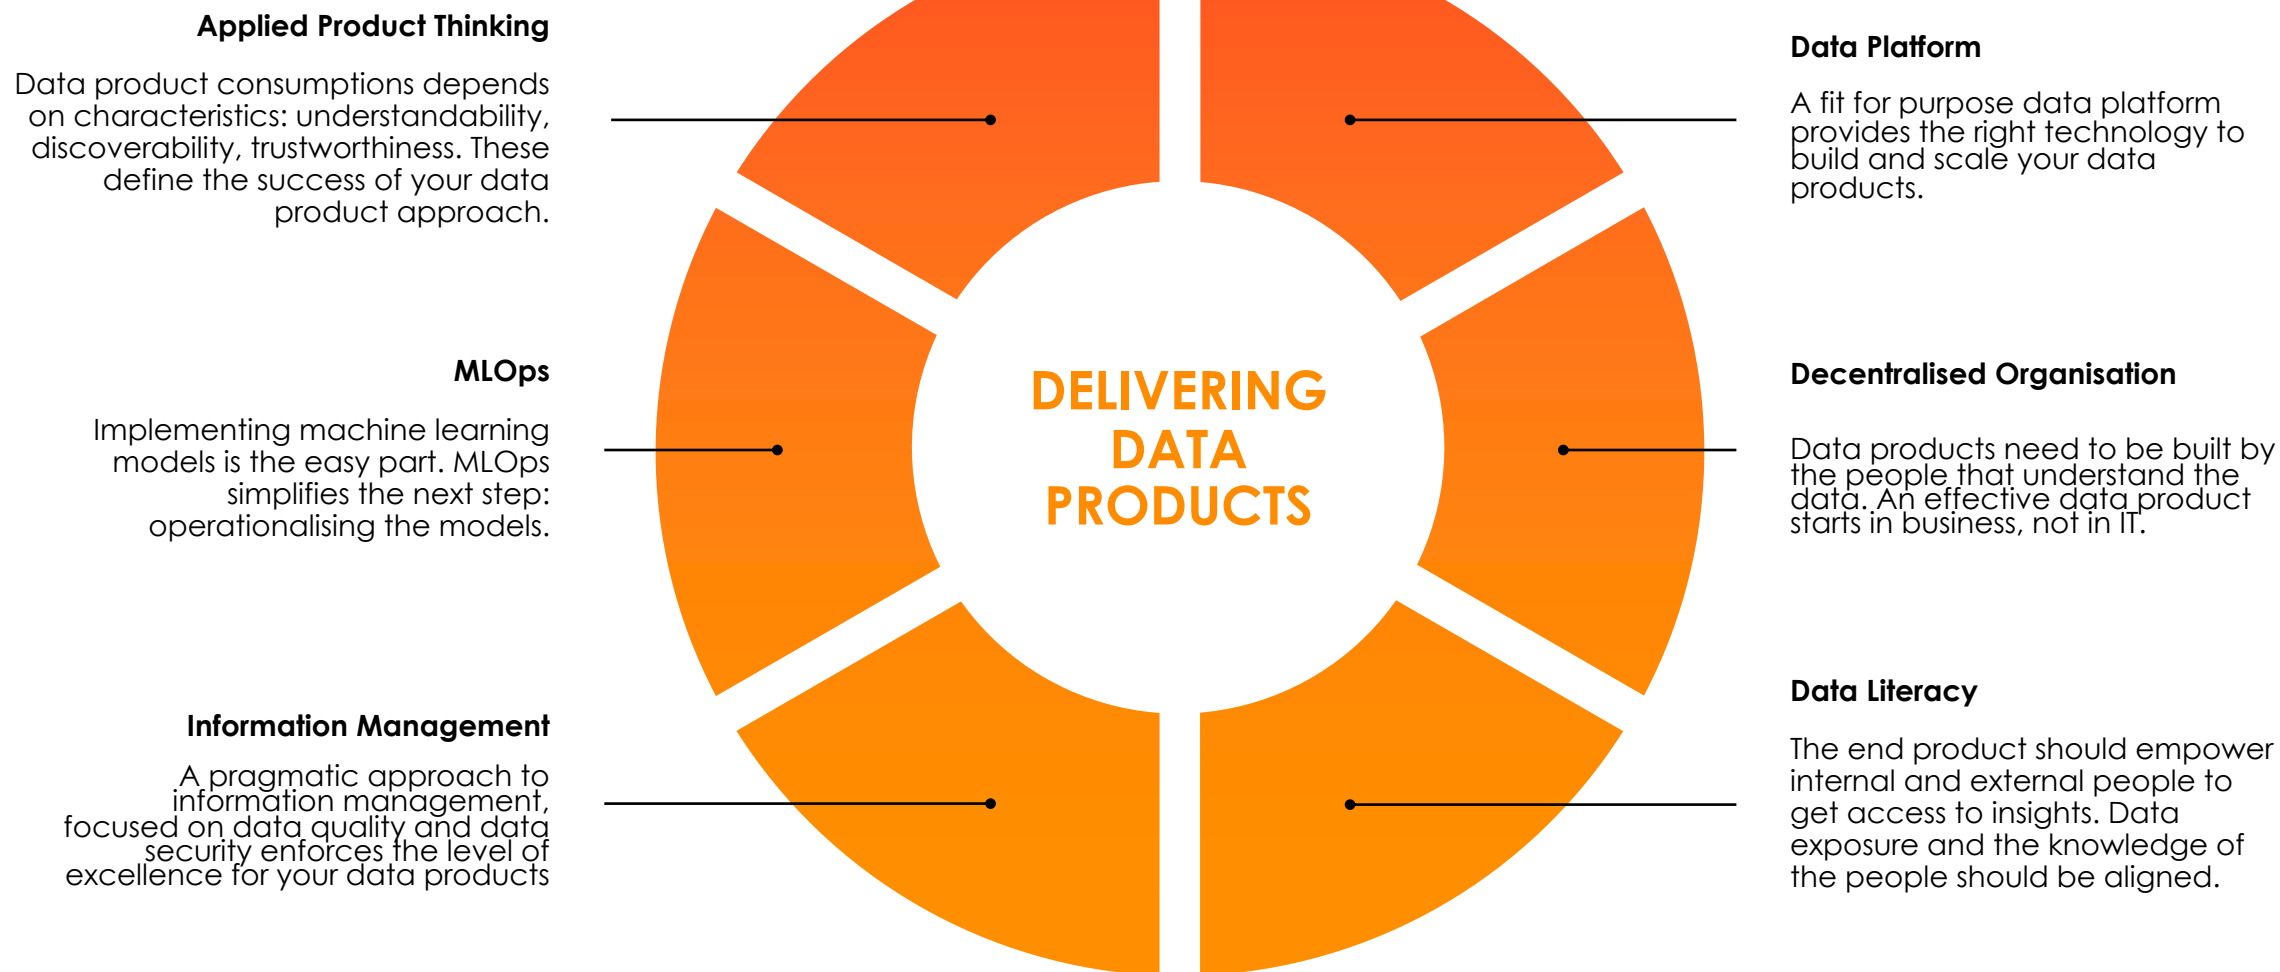 Applied Product Thinking
Data product consumptions depends
on characteristics: understandability,
discoverability, trustworthiness. These
define the success of your data
product approach.
MLOps
Implementing machine learning
models is the easy part. MLOps
simplifies the next step:
operationalising the models.
Information Management
A pragmatic approach to
information management,
focused on data quality and data
security enforces the level of
excellence for your data products
DELIVERING
DATA
PRODUCTS
Data Platform
A fit for purpose data platform
provides the right technology to
build and scale your data
products.
Decentralised Organisation
Data products need to be built by
the people that understand the
data. An effective data product
starts in business, not in IT.
Data Literacy
The end product should empower
internal and external people to
get access to insights. Data
exposure and the knowledge of
the people should be aligned.